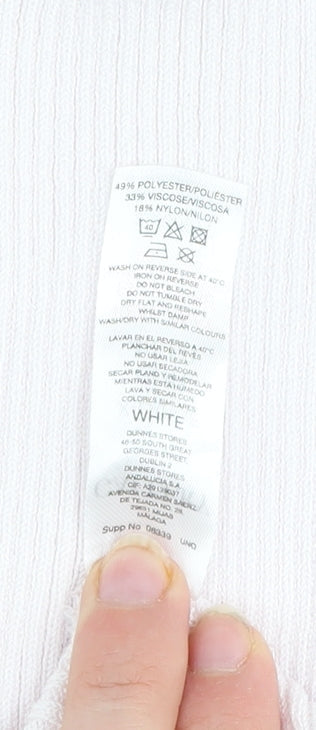 49% POLYESTER/POLIÉSTER
33% VISCOSE/VISCOSA
18% NYLON/NILON
40
WASH ON REVERSE SIDE AT 40°C
IRON ON REVERSE
DO NOT BLEACH
DO NOT TUMBLE DRY
DRY FLAT AND RESHAPE
WHILST DAMP
WASH/DRY WITH SIMILAR COLOURS
LAVAR EN EL REVERSO A 40°C
PLANCHAR DEL REVÉS
NO USAR LEJÍA
NO USAR SECADORA
SECAR PLANO Y REMODELAR
MIENTRAS ESTÁ HÚMEDO
LAVA Y SECAR CON
COLORES SIMILARES
WHITE
DUNNES STORES
46-50 SOUTH GREAT
GEORGES STREET
DUBLIN 2
DUNNES STORES
ANDALUCIA S.A.
CIF:
AVENIDA CARMEN SAENZ
DE TEJADA NO. 28,
29651 MIJAS
MÁLAGA
Supp No 08339